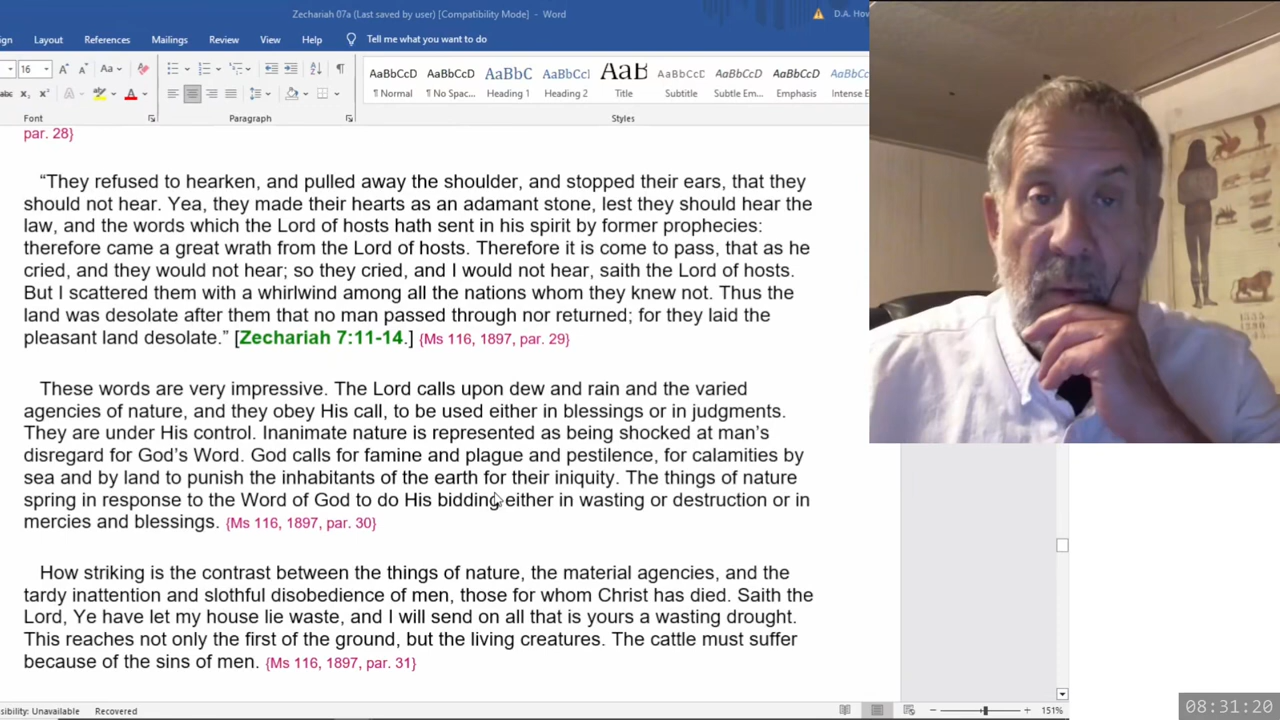 Zechariah 07a (Last saved by user) [Compatibility Mode] - Word
D.A. How
ign Layout References Mailings Review View Help Tell me what you want to do
16 Aa
AaBbCcD AaBbCcD AaBbC AaBbCcl AaB AaBbCcD AaBbCcD AaBbCcD AaBbCc
¶ Normal ¶ No Spac... Heading 1 Heading 2 Title Subtitle Subtle Em... Emphasis Intense E
Font Paragraph Styles
par. 28}
“They refused to hearken, and pulled away the shoulder, and stopped their ears, that they
should not hear. Yea, they made their hearts as an adamant stone, lest they should hear the
law, and the words which the Lord of hosts hath sent in his spirit by former prophecies:
therefore came a great wrath from the Lord of hosts. Therefore it is come to pass, that as he
cried, and they would not hear; so they cried, and I would not hear, saith the Lord of hosts.
But I scattered them with a whirlwind among all the nations whom they knew not. Thus the
land was desolate after them that no man passed through nor returned; for they laid the
pleasant land desolate.” [Zechariah 7:11-14.] {Ms 116, 1897, par. 29}
These words are very impressive. The Lord calls upon dew and rain and the varied
agencies of nature, and they obey His call, to be used either in blessings or in judgments.
They are under His control. Inanimate nature is represented as being shocked at man’s
disregard for God’s Word. God calls for famine and plague and pestilence, for calamities by
sea and by land to punish the inhabitants of the earth for their iniquity. The things of nature
spring in response to the Word of God to do His bidding either in wasting or destruction or in
mercies and blessings. {Ms 116, 1897, par. 30}
How striking is the contrast between the things of nature, the material agencies, and the
tardy inattention and slothful disobedience of men, those for whom Christ has died. Saith the
Lord, Ye have let my house lie waste, and I will send on all that is yours a wasting drought.
This reaches not only the first of the ground, but the living creatures. The cattle must suffer
because of the sins of men. {Ms 116, 1897, par. 31}
sibility: Unavailable Recovered
151%
08:31:20